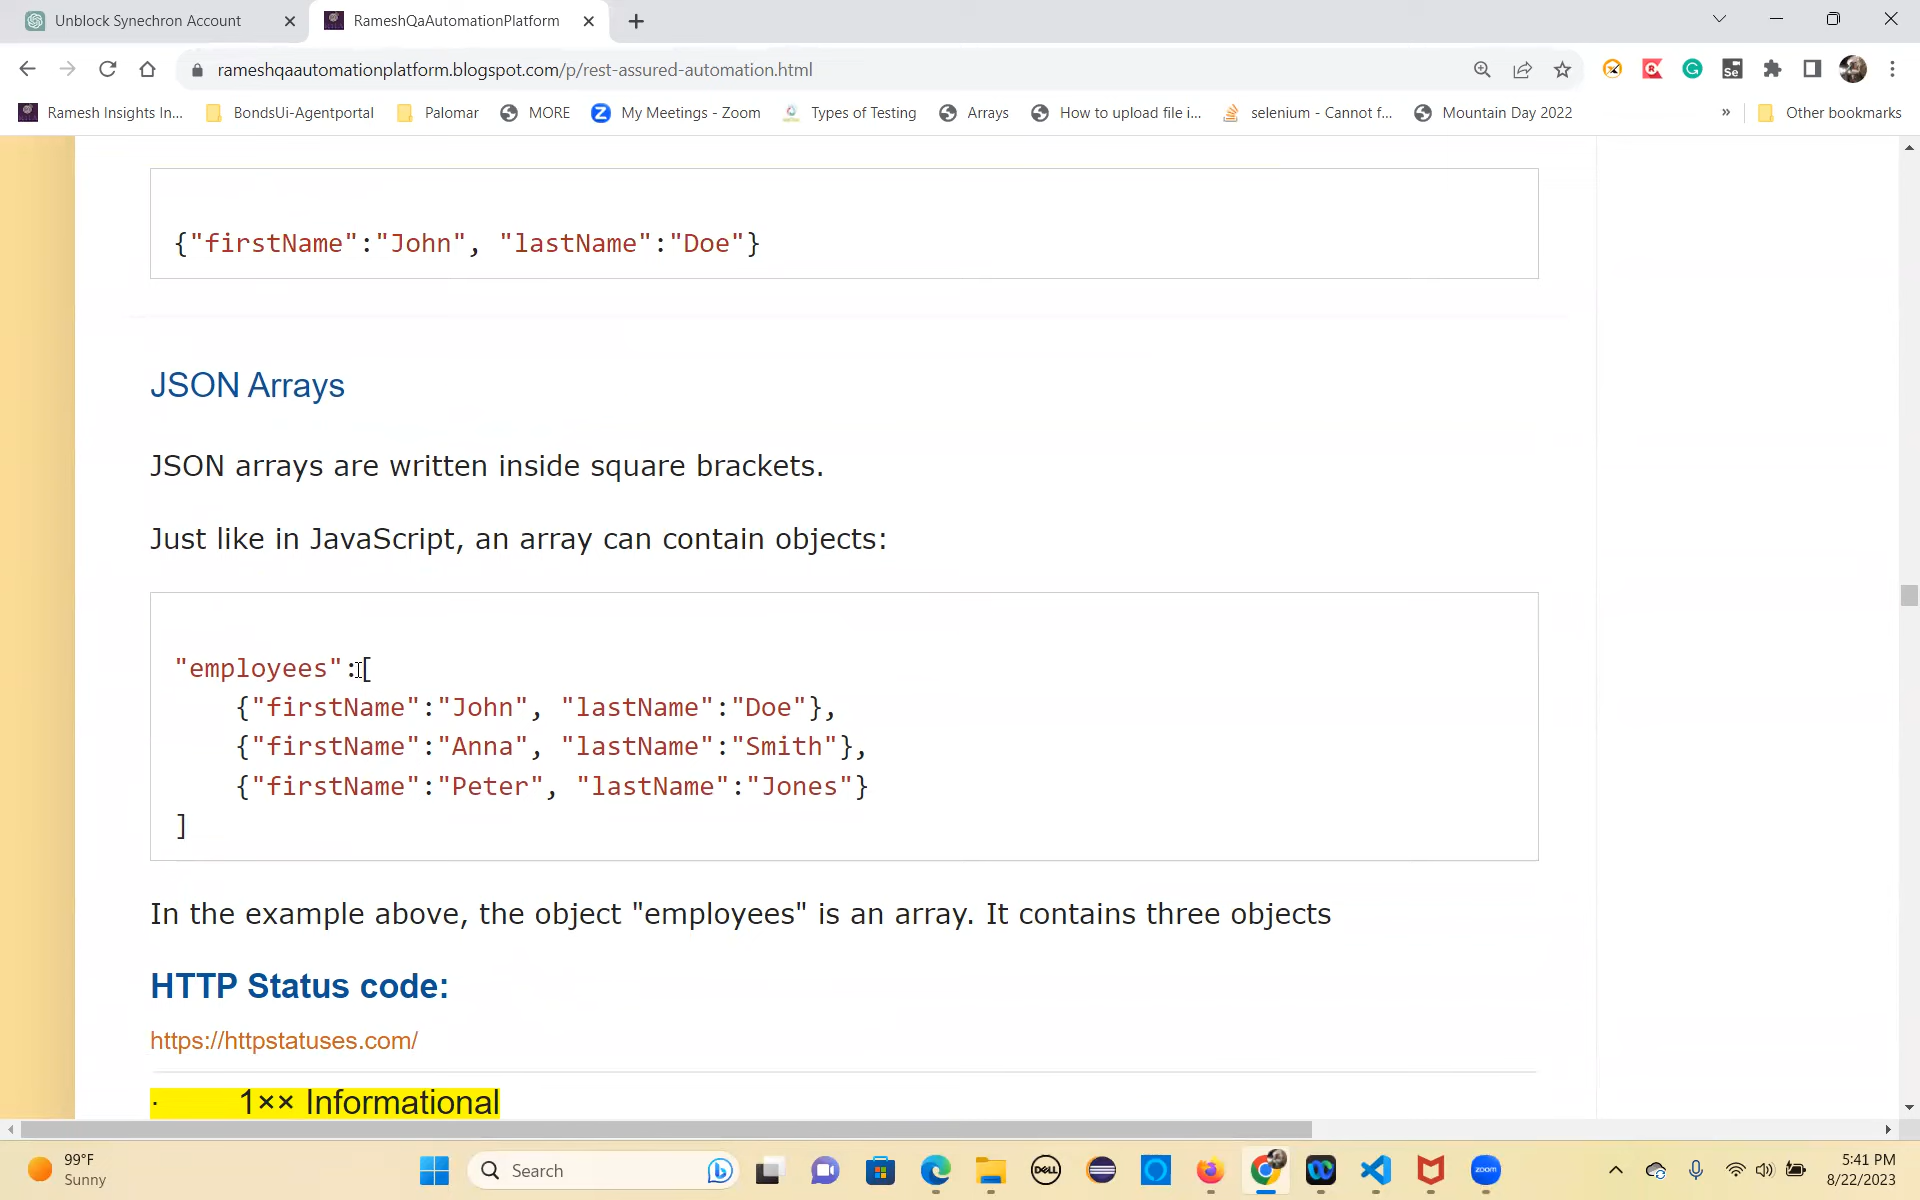 Unblock Synechron Account
RameshQaAutomationPlatform
rameshqaautomationplatform.blogspot.com/p/rest-assured-automation.html
Ramesh Insights In...
BondsUi-Agentportal
Palomar
MORE
My Meetings - Zoom
Types of Testing
Arrays
How to upload file i...
selenium - Cannot f...
Mountain Day 2022
»
Other bookmarks
{"firstName":"John", "lastName":"Doe"}
JSON Arrays
JSON arrays are written inside square brackets.
Just like in JavaScript, an array can contain objects:
"employees":[
{"firstName":"John", "lastName":"Doe"},
{"firstName":"Anna", "lastName":"Smith"},
{"firstName":"Peter", "lastName":"Jones"}
]
In the example above, the object "employees" is an array. It contains three objects
HTTP Status code:
https://httpstatuses.com/
· 1×× Informational
99°F
Sunny
Search
DELL
zoom
5:41 PM
8/22/2023